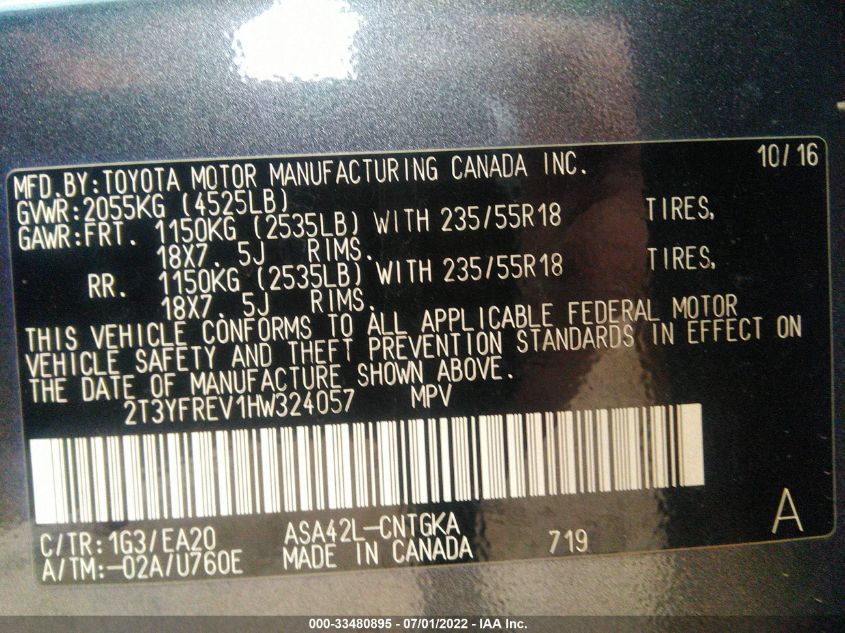 MFD.BY:TOYOTA MOTOR MANUFACTURING CANADA INC. 10/16
GVWR:2055KG (4525LB)
GAWR:FRT. 1150KG (2535LB) WITH 235/55R18 TIRES,
18X7. 5J RIMS.
RR. 1150KG (2535LB) WITH 235/55R18 TIRES,
18X7. 5J RIMS.
THIS VEHICLE CONFORMS TO ALL APPLICABLE FEDERAL MOTOR
VEHICLE SAFETY AND THEFT PREVENTION STANDARDS IN EFFECT ON
THE DATE OF MANUFACTURE SHOWN ABOVE.
2T3YFREV1HW324057 MPV
C/TR:1G3/EA20 ASA42L-CNTGKA A
A/TM:-02A/U760E MADE IN CANADA 719
000-33480895 - 07/01/2022 - IAA Inc.